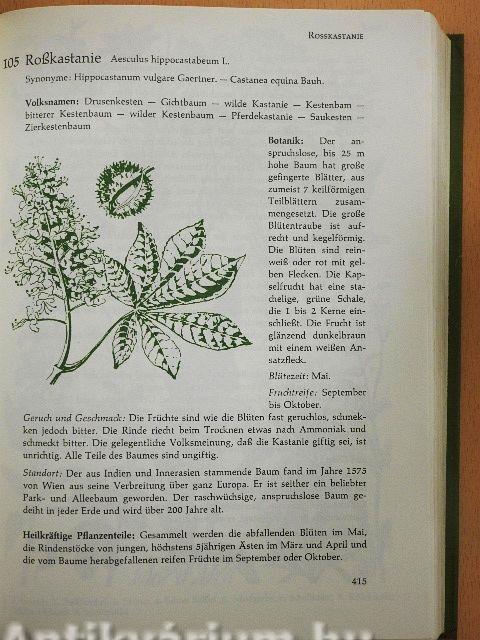 ROSSKASTANIE
105 Roßkastanie Aesculus hippocastabeum L.
Synonyme: Hippocastanum vulgare Gaertner. — Castanea equina Bauh.
Volksnamen: Drusenkesten — Gichtbaum — wilde Kastanie — Kestenbam —
bitterer Kestenbaum — wilder Kestenbaum — Pferdekastanie — Saukesten —
Zierkestenbaum
Botanik: Der an-
spruchslose, bis 25 m
hohe Baum hat große
gefingerte Blätter, aus
zumeist 7 keilförmigen
Teilblättern zusam-
mengesetzt. Die große
Blütentraube ist auf-
recht und kegelförmig.
Die Blüten sind rein-
weiß oder rot mit gel-
ben Flecken. Die Kap-
selfrucht hat eine sta-
chelige, grüne Schale,
die 1 bis 2 Kerne ein-
schließt. Die Frucht ist
glänzend dunkelbraun
mit einem weißen An-
satzfleck.
Blütezeit: Mai.
Fruchtreife: September
bis Oktober.
Geruch und Geschmack: Die Früchte sind wie die Blüten fast geruchlos, schmek-
ken jedoch bitter. Die Rinde riecht beim Trocknen etwas nach Ammoniak und
schmeckt bitter. Die gelegentliche Volksmeinung, daß die Kastanie giftig sei, ist
unrichtig. Alle Teile des Baumes sind ungiftig.
Standort: Der aus Indien und Innerasien stammende Baum fand im Jahre 1575
von Wien aus seine Verbreitung über ganz Europa. Er ist seither ein beliebter
Park- und Alleebaum geworden. Der raschwüchsige, anspruchslose Baum ge-
deiht in jeder Erde und wird über 200 Jahre alt.
Heilkräftige Pflanzenteile: Gesammelt werden die abfallenden Blüten im Mai,
die Rindenstöcke von jungen, höchstens 5jährigen Ästen im März und April und
die vom Baume herabgefallenen reifen Früchte im September oder Oktober.
415
Antikvárium.hu